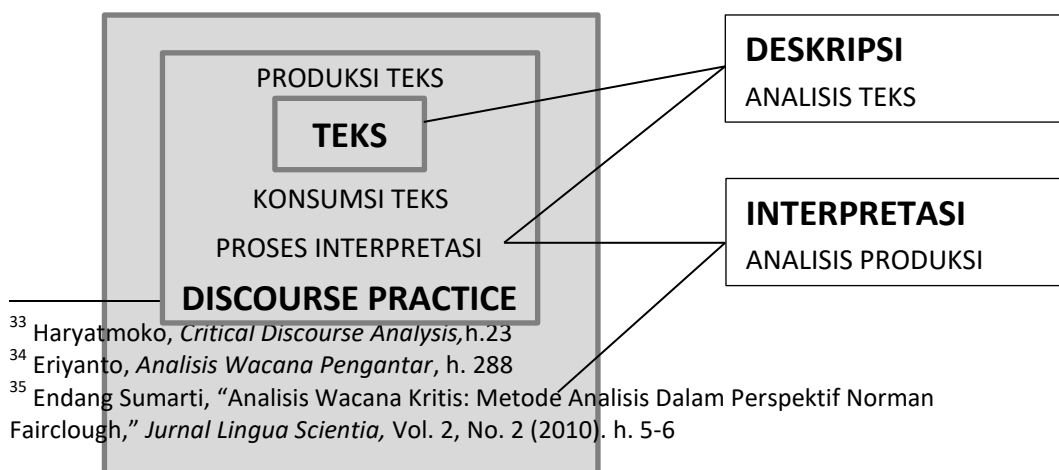 PRODUKSI TEKS
TEKS
KONSUMSI TEKS
PROSES INTERPRETASI
DISCOURSE PRACTICE
DESKRIPSI
ANALISIS TEKS
INTERPRETASI
ANALISIS PRODUKSI
33 Haryatmoko, Critical Discourse Analysis,h.23
34 Eriyanto, Analisis Wacana Pengantar, h. 288
35 Endang Sumarti, “Analisis Wacana Kritis: Metode Analisis Dalam Perspektif Norman
Fairclough,” Jurnal Lingua Scientia, Vol. 2, No. 2 (2010). h. 5-6